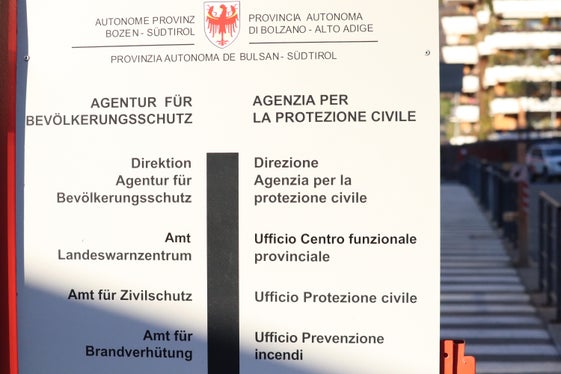 AUTONOME PROVINZ
BOZEN - SÜDTIROL
PROVINCIA AUTONOMA
DI BOLZANO - ALTO ADIGE
PROVINZIA AUTONOMA DE BULSAN - SÜDTIROL
AGENTUR FÜR
BEVÖLKERUNGSSCHUTZ
AGENZIA PER
LA PROTEZIONE CIVILE
Direktion
Agentur für
Bevölkerungsschutz
Direzione
Agenzia per la
protezione civile
Amt
Landeswarnzentrum
Ufficio Centro funzionale
provinciale
Amt für Zivilschutz
Ufficio Protezione civile
Amt für
Brandverhütung
Ufficio Prevenzione
incendi